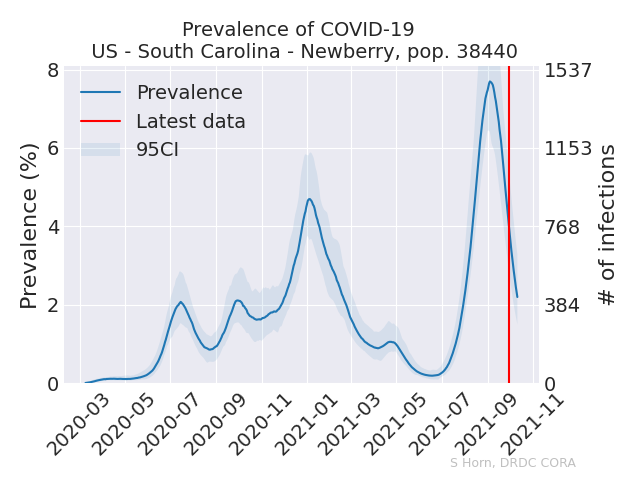 Prevalence of COVID-19
US - South Carolina - Newberry, pop. 38440
Prevalence (%)
8
6
4
2
0
Prevalence
Latest data
95CI
1537
1153
768
384
0
# of infections
2020-03
2020-05
2020-07
2020-09
2020-11
2021-01
2021-03
2021-05
2021-07
2021-09
2021-11
S Horn, DRDC CORA